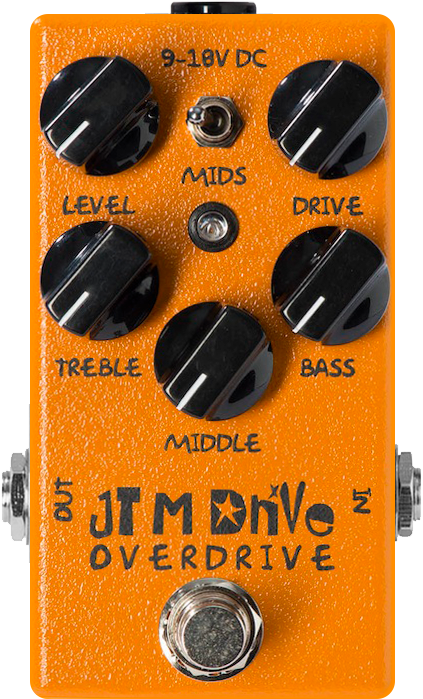 9-18V DC
MIDS
LEVEL
DRIVE
TREBLE
BASS
MIDDLE
OUT
IN
JTM DriVe
OVERDRIVE